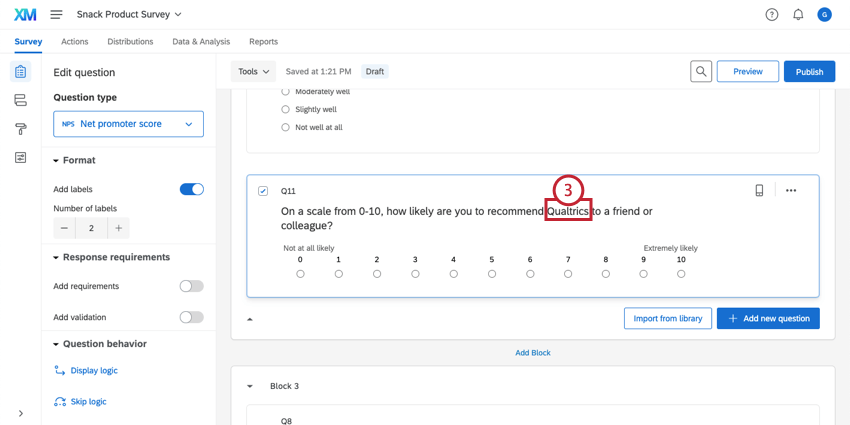 XM
Snack Product Survey
?
G
Survey
Actions
Distributions
Data & Analysis
Reports
Edit question
Question type
NPS Net promoter score
Format
Add labels
Number of labels
− 2 +
Response requirements
Add requirements
Add validation
Question behavior
Display logic
Skip logic
Tools
Saved at 1:21 PM
Draft
Preview
Publish
Moderately well
Slightly well
Not well at all
Q11
3
On a scale from 0-10, how likely are you to recommend Qualtrics to a friend or
colleague?
Not at all likely
Extremely likely
0 1 2 3 4 5 6 7 8 9 10
Import from library
+ Add new question
Add Block
Block 3
Q8